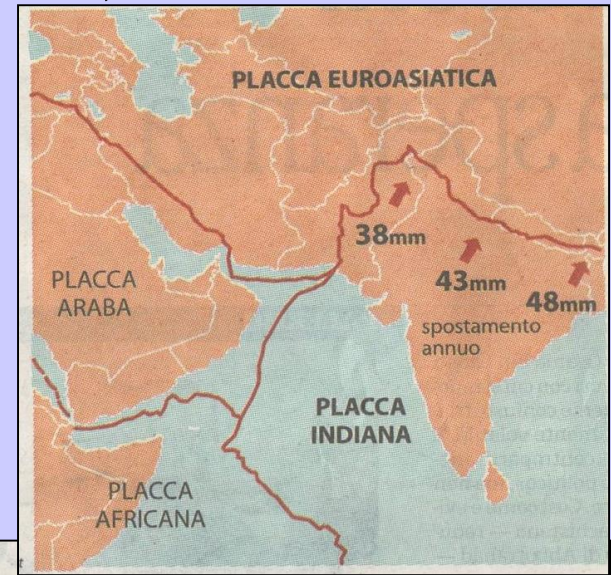 PLACCA EUROASIATICA
38mm
43mm
48mm
spostamento
annuo
PLACCA
ARABA
PLACCA
INDIANA
PLACCA
AFRICANA